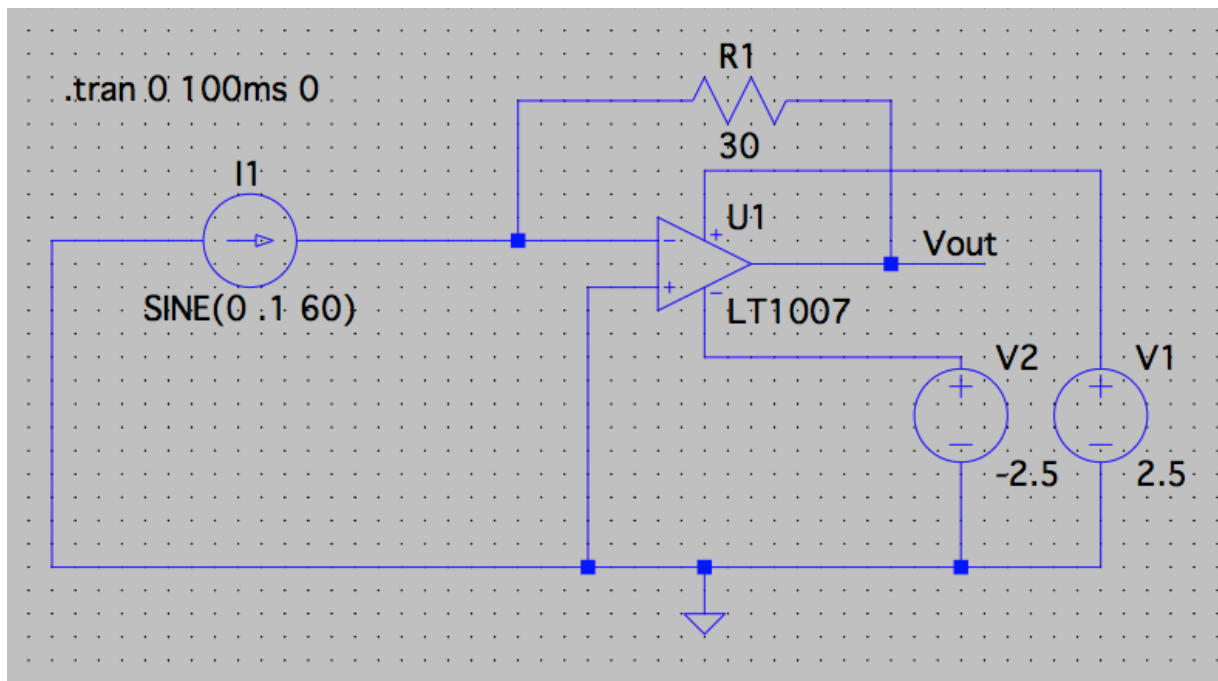 R1
.tran 0 100ms 0
30
I1
U1
+
-
Vout
+
-
SINE(0 .1 60)
LT1007
V2
V1
+
+
-
-
-2.5
2.5